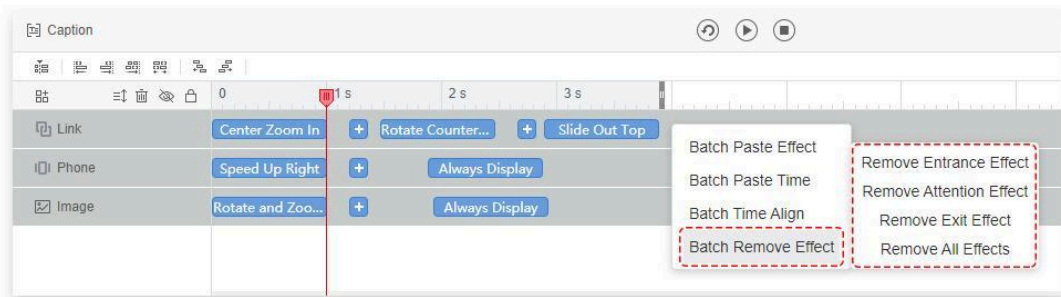 Caption
0
1 s
2 s
3 s
Link
Center Zoom In
Rotate Counter...
Slide Out Top
Phone
Speed Up Right
Always Display
Image
Rotate and Zoo...
Always Display
Batch Paste Effect
Batch Paste Time
Batch Time Align
Batch Remove Effect
Remove Entrance Effect
Remove Attention Effect
Remove Exit Effect
Remove All Effects